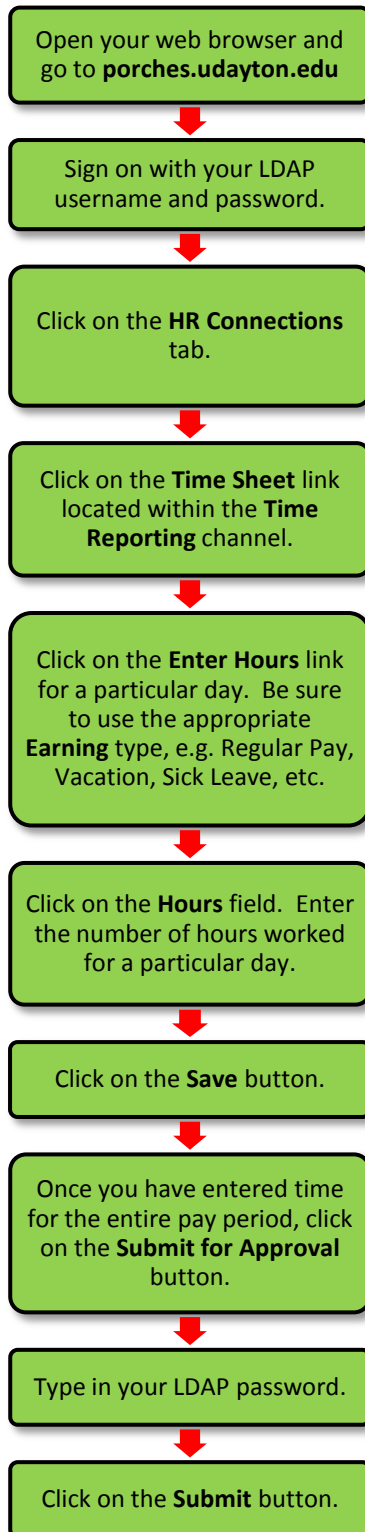 Open your web browser and
go to porches.udayton.edu
Sign on with your LDAP
username and password.
Click on the HR Connections
tab.
Click on the Time Sheet link
located within the Time
Reporting channel.
Click on the Enter Hours link
for a particular day.  Be sure
to use the appropriate
Earning type, e.g. Regular Pay,
Vacation, Sick Leave, etc.
Click on the Hours field.  Enter
the number of hours worked
for a particular day.
Click on the Save button.
Once you have entered time
for the entire pay period, click
on the Submit for Approval
button.
Type in your LDAP password.
Click on the Submit button.